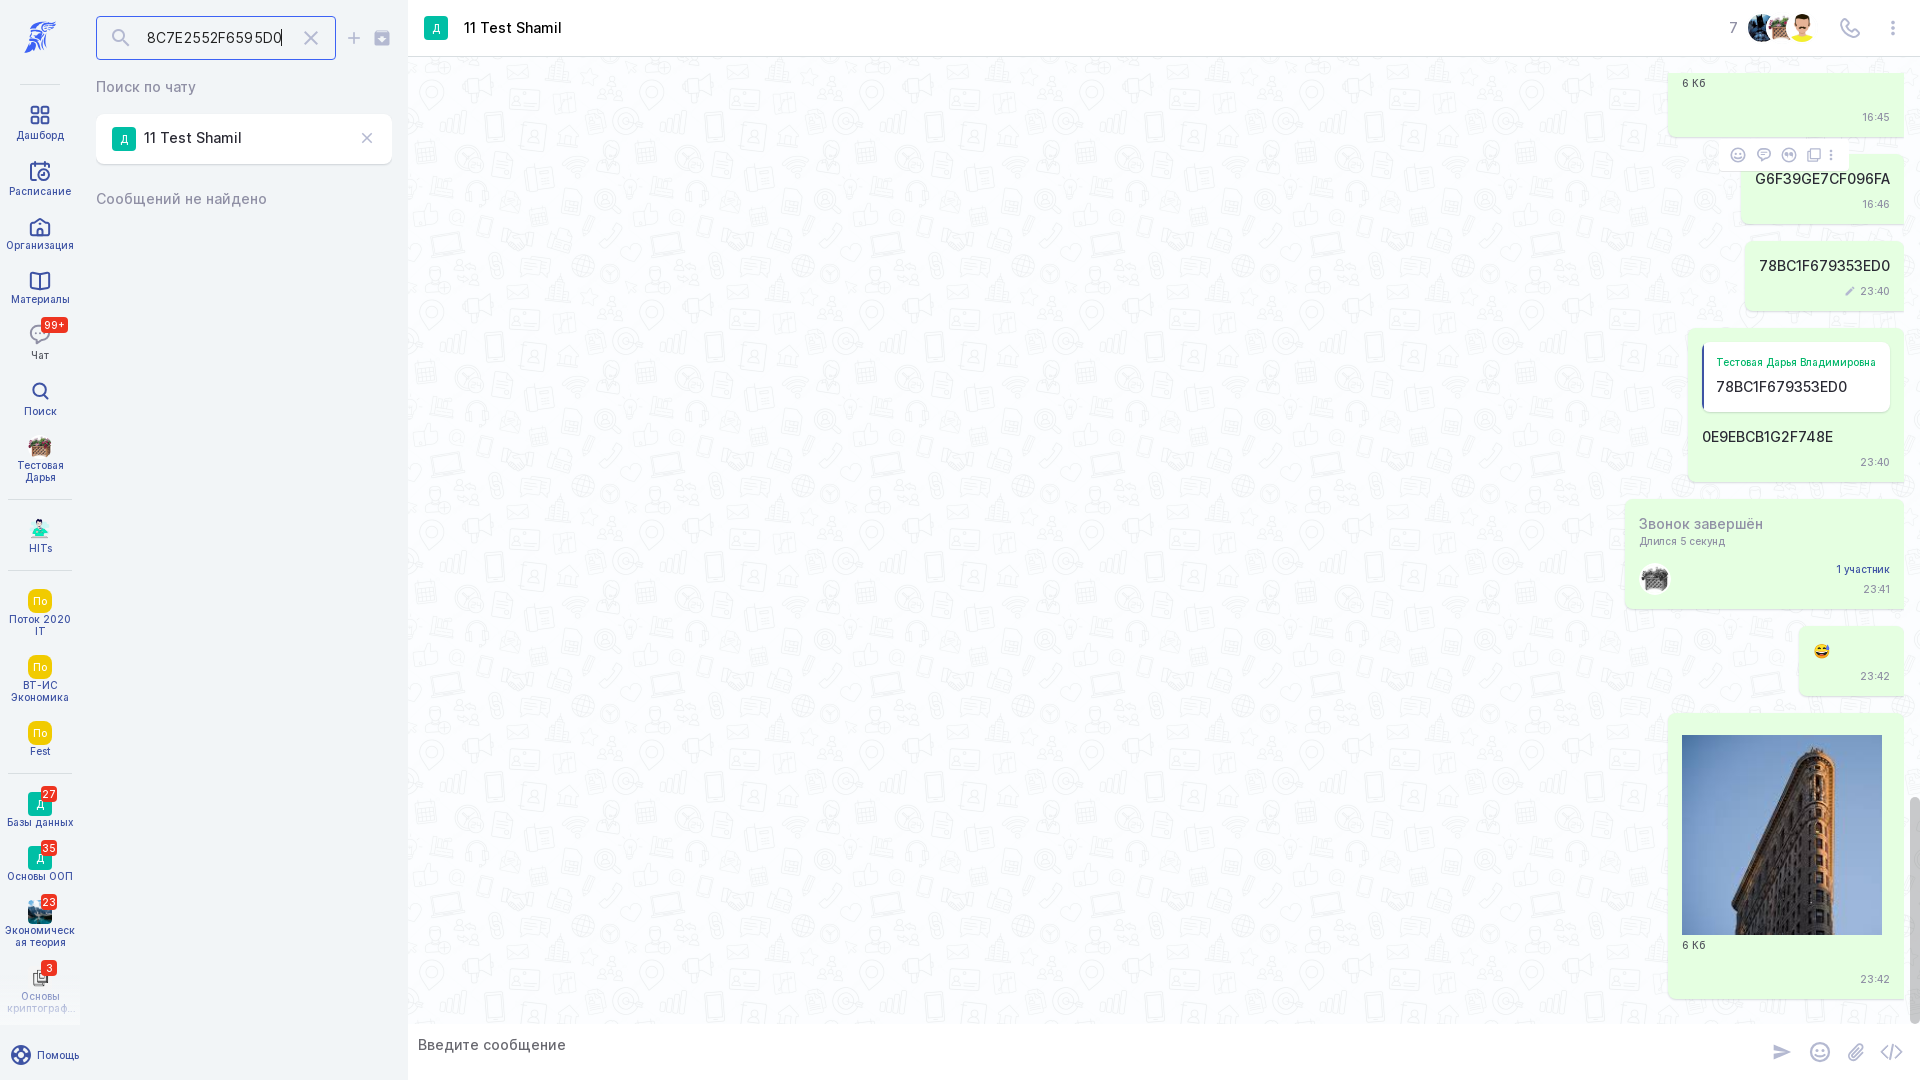 8C7E2552F6595D0
Поиск по чату
Д
11 Test Shamil
Сообщений не найдено
Дашборд
Расписание
Организация
Материалы
99+
Чат
Поиск
Тестовая
Дарья
HITs
По
Поток 2020
IT
По
ВТ-ИС
Экономика
По
Fest
27
Д
Базы данных
35
Д
Основы ООП
23
Экономическ
ая теория
3
Основы
криптограф...
Помощь
Д
11 Test Shamil
7
6 Кб
16:45
G6F39GE7CF096FA
16:46
78BC1F679353ED0
23:40
Тестовая Дарья Владимировна
78BC1F679353ED0
0E9EBCB1G2F748E
23:40
Звонок завершён
Длился 5 секунд
1 участник
23:41
23:42
6 Кб
23:42
Введите сообщение